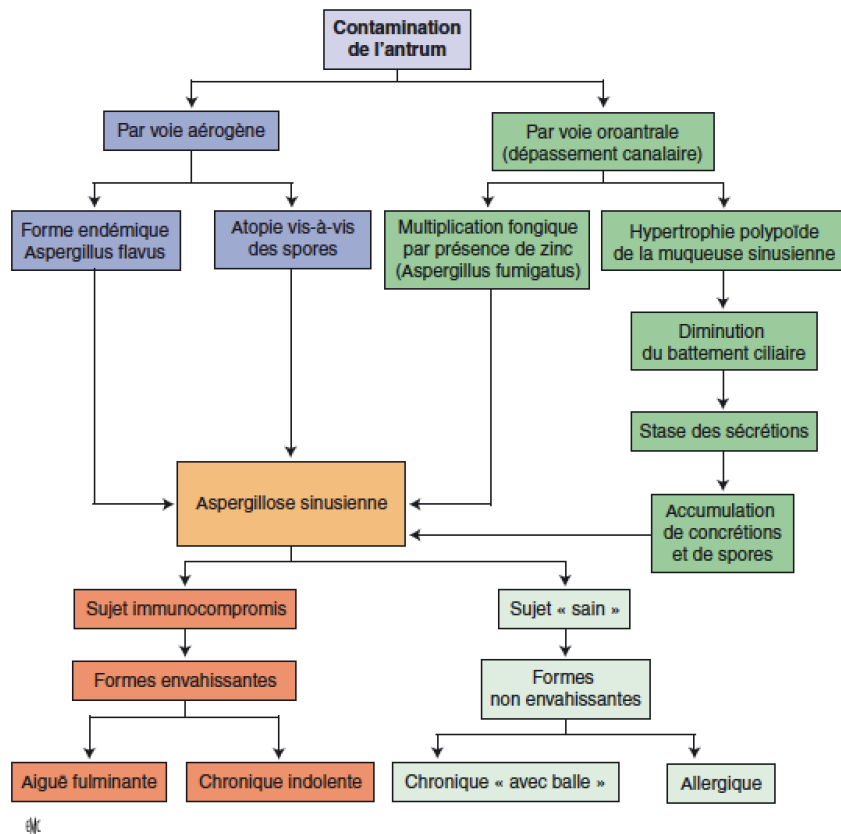 Contamination
de l'antrum
Par voie aérogène
Par voie oroantrale
(dépassement canalaire)
Forme endémique
Aspergillus flavus
Atopie vis-à-vis
des spores
Multiplication fongique
par présence de zinc
(Aspergillus fumigatus)
Hypertrophie polypoïde
de la muqueuse sinusienne
Diminution
du battement ciliaire
Stase des sécrétions
Aspergillose sinusienne
Accumulation
de concrétions
et de spores
Sujet immunocompromis
Sujet « sain »
Formes envahissantes
Formes
non envahissantes
Aiguë fulminante
Chronique indolente
Chronique « avec balle »
Allergique
EMC